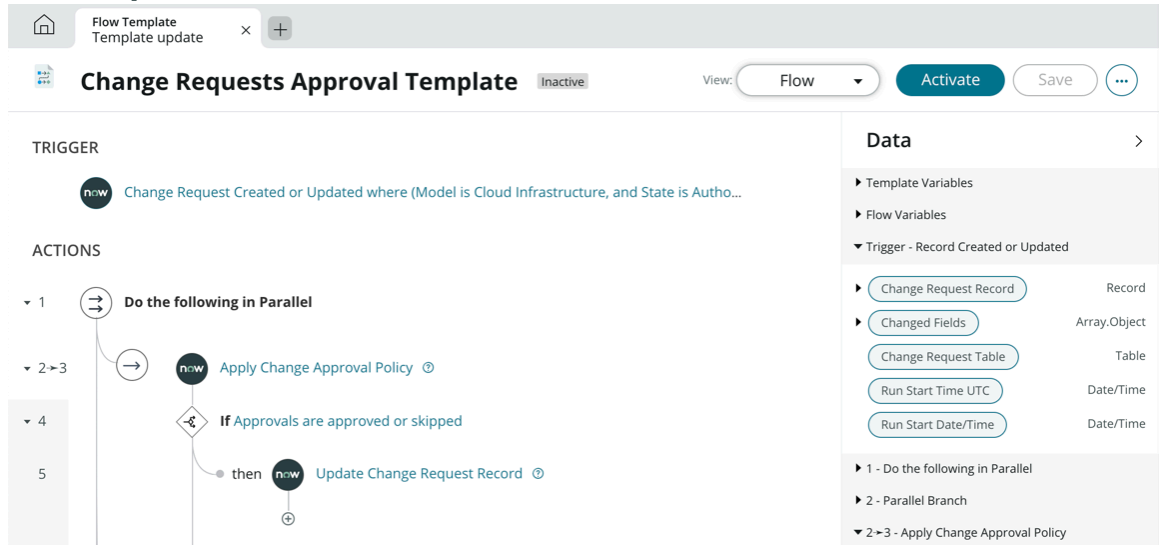 Flow Template
Template update
Change Requests Approval Template
Inactive
View:
Flow
Activate
Save
TRIGGER
now
Change Request Created or Updated where (Model is Cloud Infrastructure, and State is Autho...
ACTIONS
1
Do the following in Parallel
2➛3
now
Apply Change Approval Policy
4
If Approvals are approved or skipped
5
then
now
Update Change Request Record
Data
Template Variables
Flow Variables
Trigger - Record Created or Updated
Change Request Record Record
Changed Fields Array.Object
Change Request Table Table
Run Start Time UTC Date/Time
Run Start Date/Time Date/Time
1 - Do the following in Parallel
2 - Parallel Branch
2➛3 - Apply Change Approval Policy